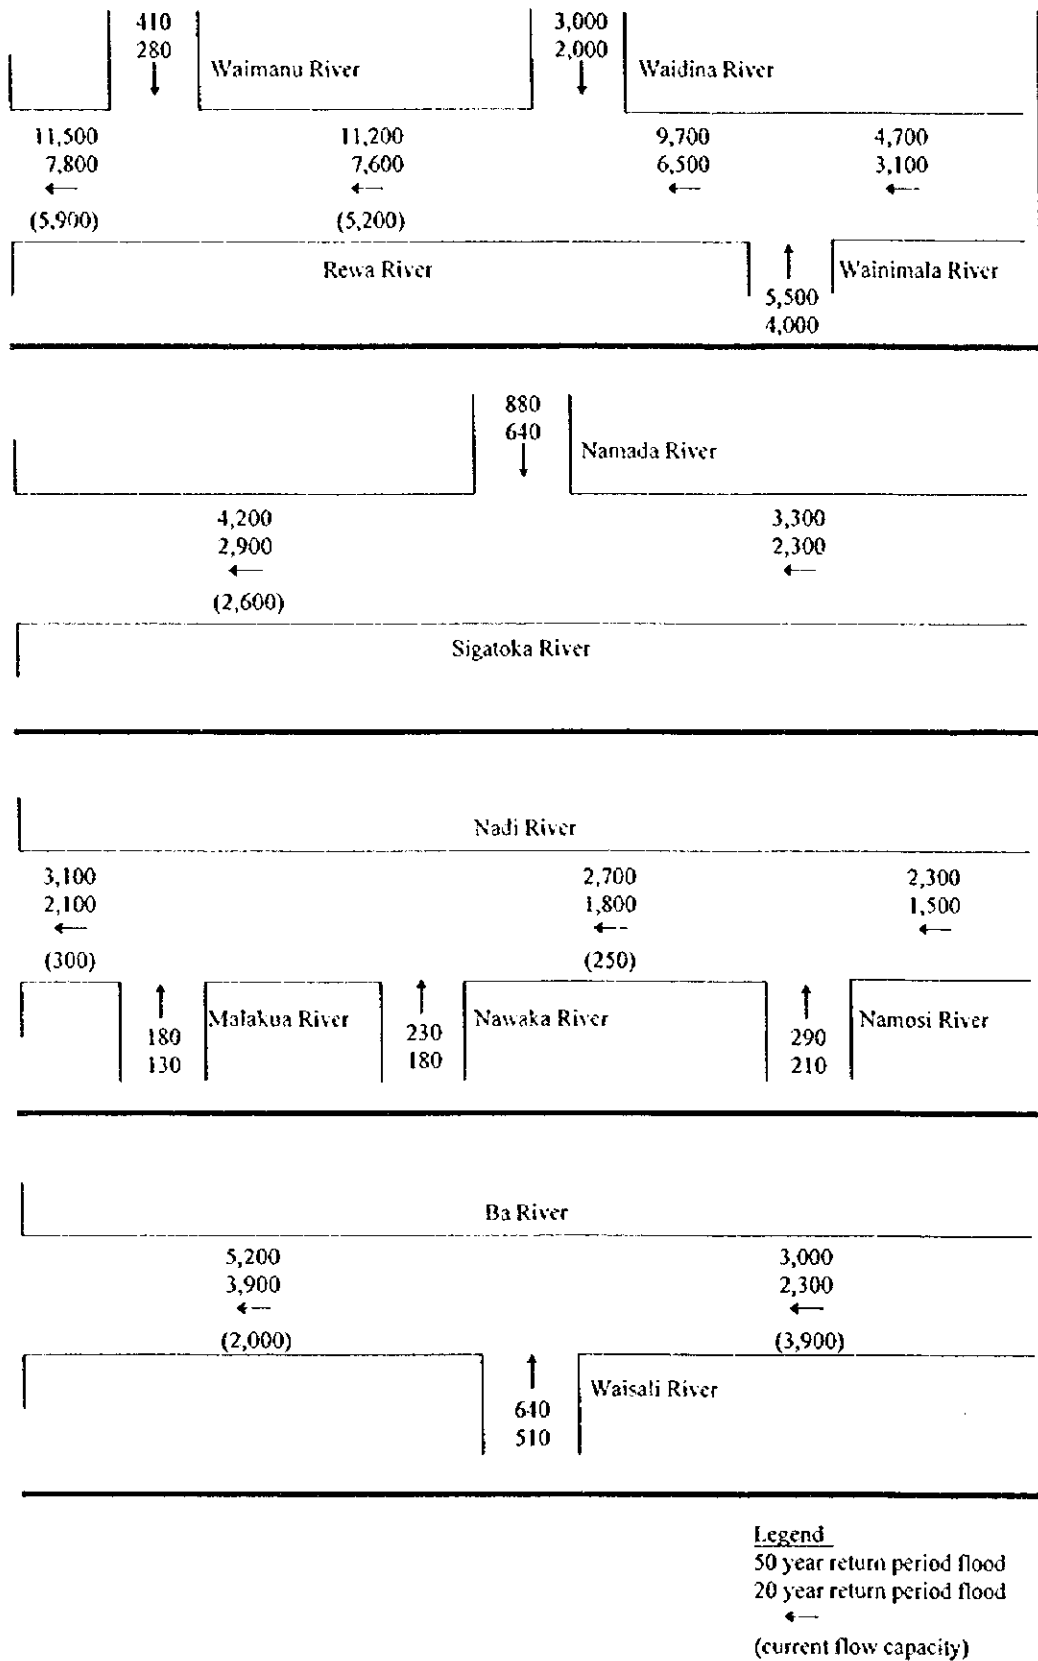 410
280
Waimanu River
3,000
2,000
Waidina River
11,500
7,800
(5,900)
11,200
7,600
(5,200)
9,700
6,500
4,700
3,100
Rewa River
5,500
4,000
Wainimala River
880
640
Namada River
4,200
2,900
(2,600)
3,300
2,300
Sigatoka River
Nadi River
3,100
2,100
(300)
2,700
1,800
(250)
2,300
1,500
180
130
Malakua River
230
180
Nawaka River
290
210
Namosi River
Ba River
5,200
3,900
(2,000)
3,000
2,300
(3,900)
640
510
Waisali River
Legend
50 year return period flood
20 year return period flood
(current flow capacity)